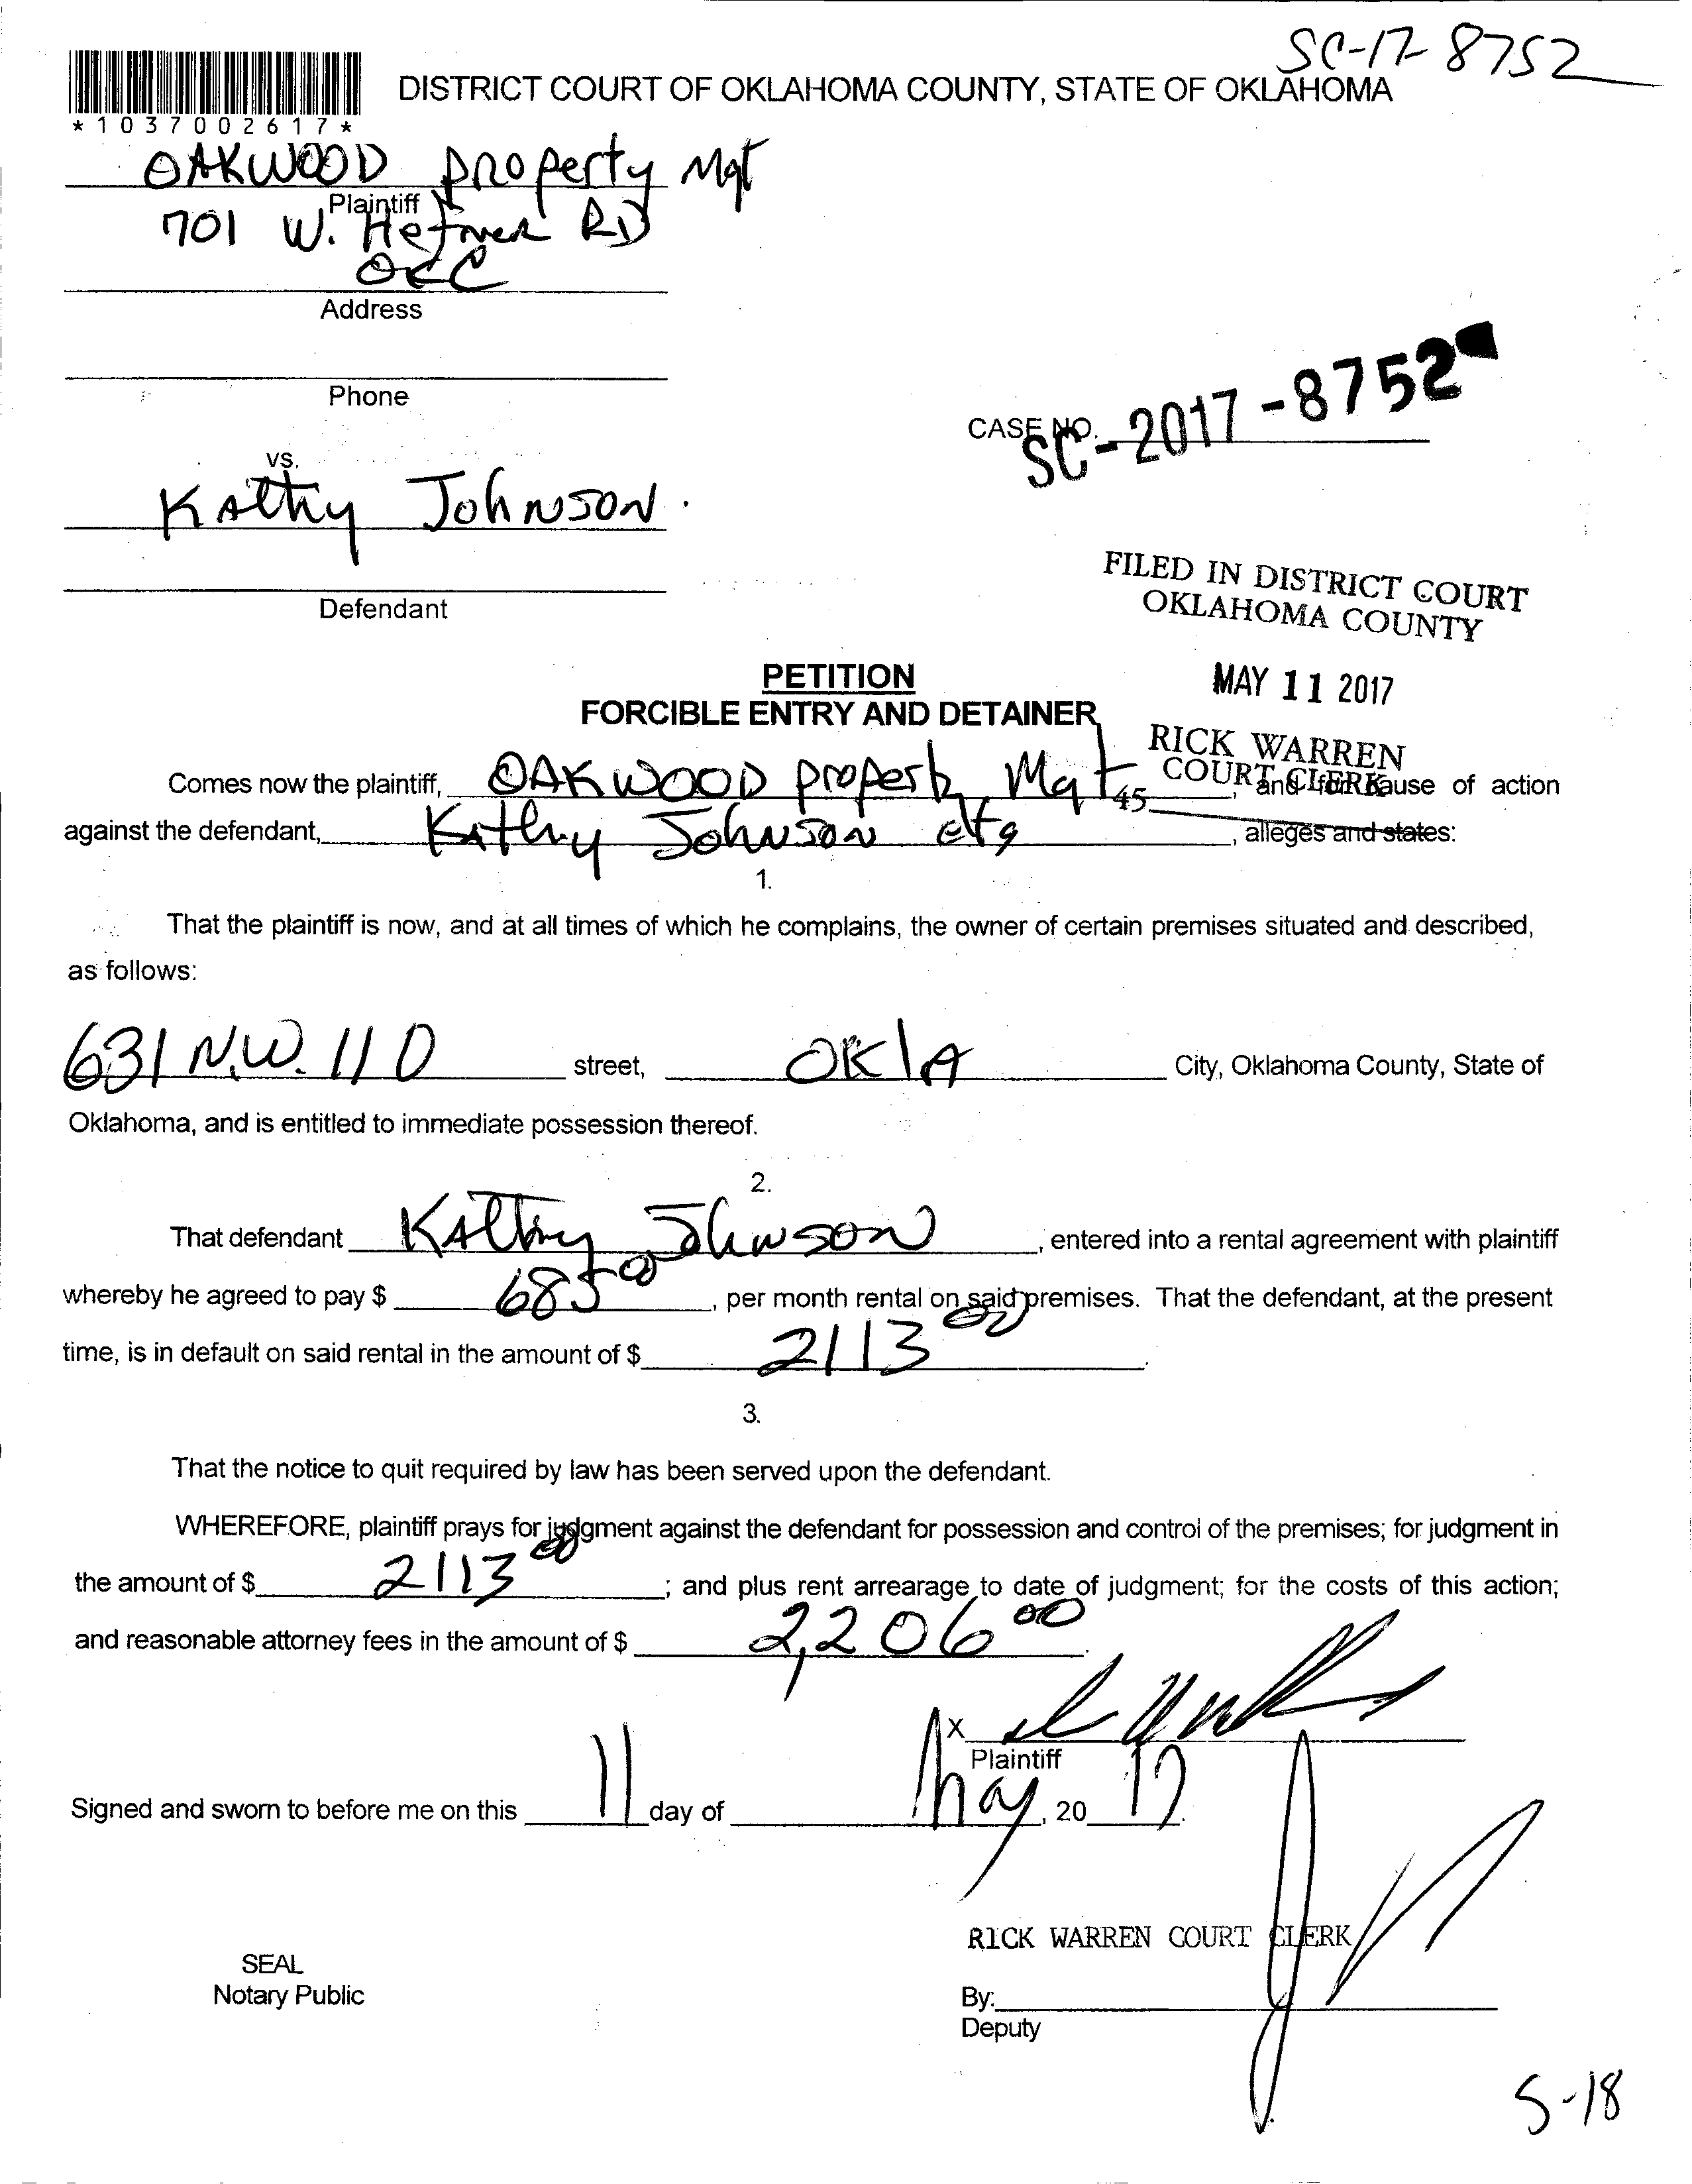 SC-17-8752
DISTRICT COURT OF OKLAHOMA COUNTY, STATE OF OKLAHOMA
*1037002617*
OAKWOOD Property Mgt
Plaintiff
701 W. Hefner RD
OKC
Address
Phone
CASE NO. SC-2017-8752
vs.
Kathy Johnson
Defendant
FILED IN DISTRICT COURT
OKLAHOMA COUNTY
MAY 11 2017
RICK WARREN
COURT CLERK
45
PETITION
FORCIBLE ENTRY AND DETAINER
Comes now the plaintiff, OAKWOOD Property Mgt, and for cause of action
against the defendant, Kathy Johnson, alleges and states:
1.
That the plaintiff is now, and at all times of which he complains, the owner of certain premises situated and described,
as follows:
631 N.W. 110 street, OKlA City, Oklahoma County, State of
Oklahoma, and is entitled to immediate possession thereof.
2.
That defendant Kathy Johnson, entered into a rental agreement with plaintiff
whereby he agreed to pay $ 685 00, per month rental on said premises. That the defendant, at the present
time, is in default on said rental in the amount of $ 2113 00.
3.
That the notice to quit required by law has been served upon the defendant.
WHEREFORE, plaintiff prays for judgment against the defendant for possession and control of the premises; for judgment in
the amount of $ 2113 00; and plus rent arrearage to date of judgment; for the costs of this action;
and reasonable attorney fees in the amount of $ 2,206 00.
X
Plaintiff
Signed and sworn to before me on this 11 day of May, 20 17.
RICK WARREN COURT CLERK
SEAL
Notary Public
By:
Deputy
5-18